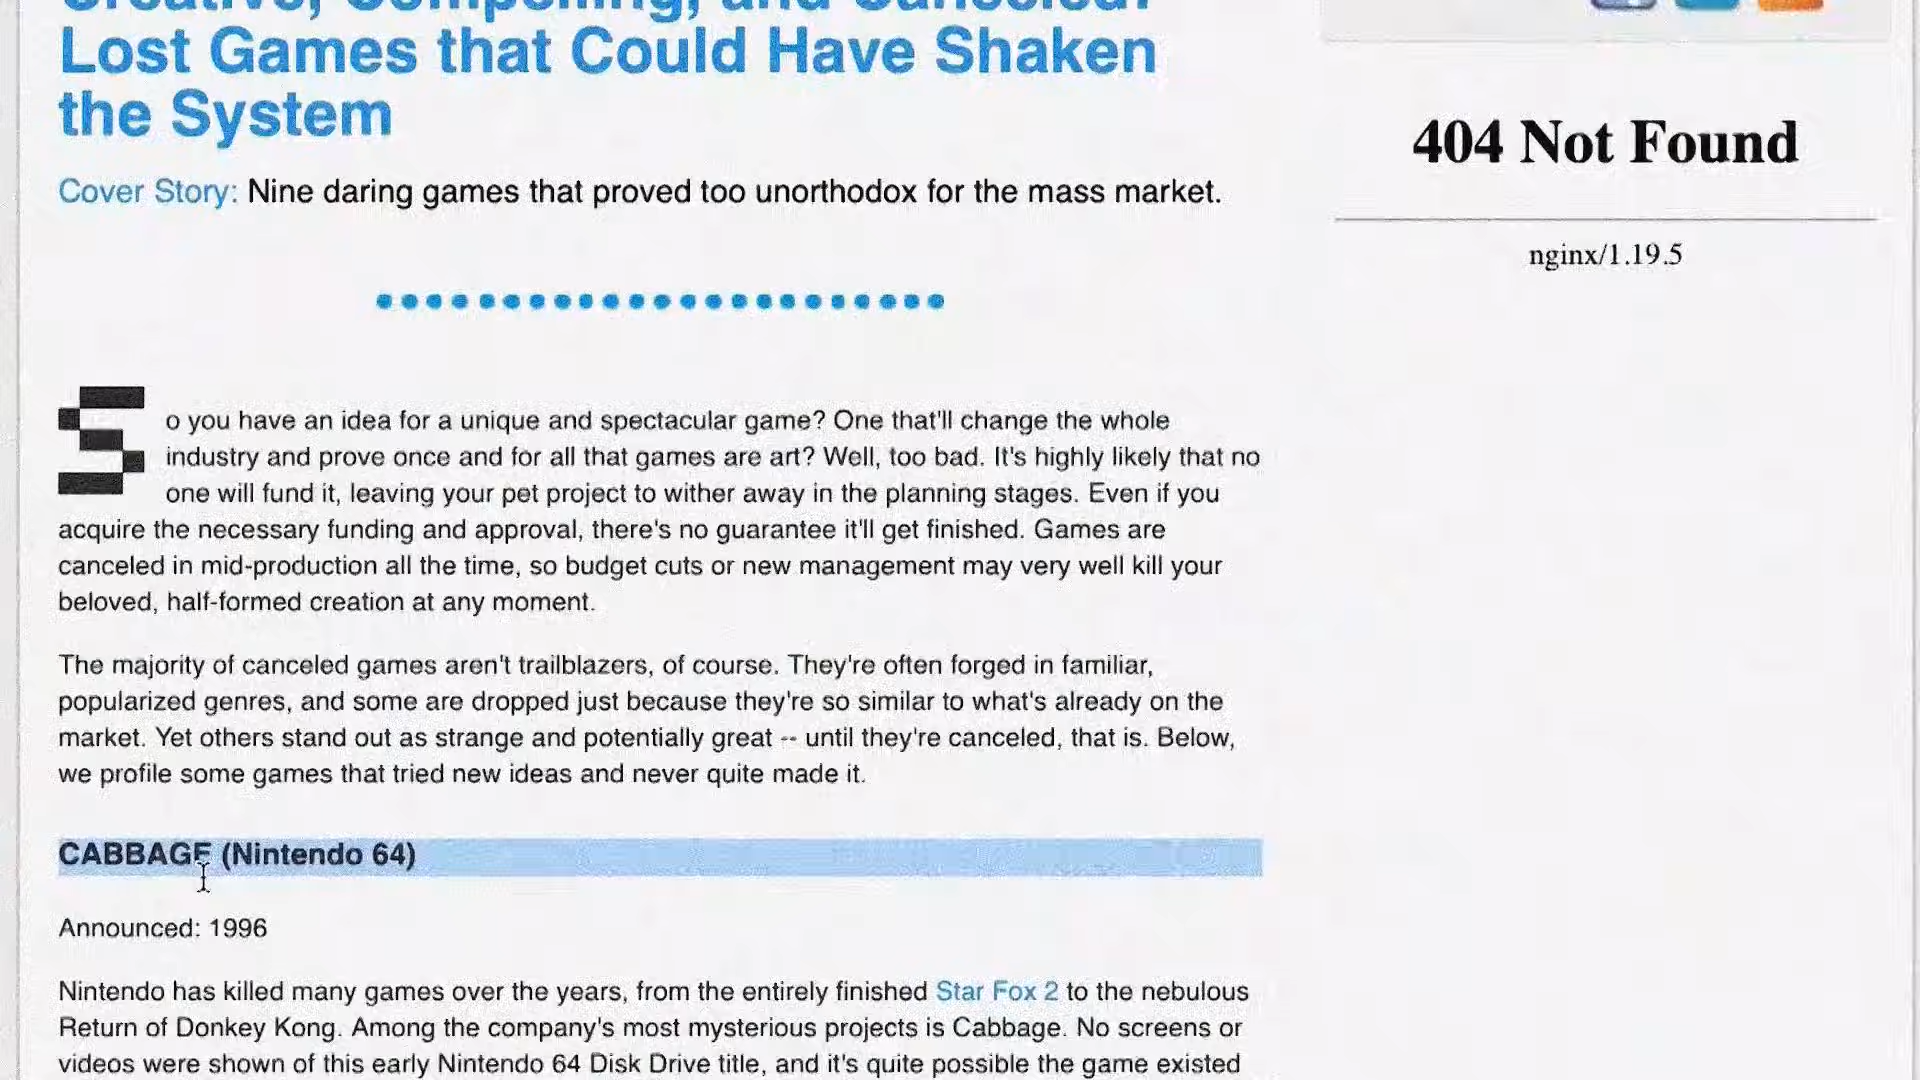 Creative, Compelling, and Canceled:
Lost Games that Could Have Shaken
the System
Cover Story: Nine daring games that proved too unorthodox for the mass market.
So you have an idea for a unique and spectacular game? One that'll change the whole
industry and prove once and for all that games are art? Well, too bad. It's highly likely that no
one will fund it, leaving your pet project to wither away in the planning stages. Even if you
acquire the necessary funding and approval, there's no guarantee it'll get finished. Games are
canceled in mid-production all the time, so budget cuts or new management may very well kill your
beloved, half-formed creation at any moment.
The majority of canceled games aren't trailblazers, of course. They're often forged in familiar,
popularized genres, and some are dropped just because they're so similar to what's already on the
market. Yet others stand out as strange and potentially great -- until they're canceled, that is. Below,
we profile some games that tried new ideas and never quite made it.
CABBAGE (Nintendo 64)
Announced: 1996
Nintendo has killed many games over the years, from the entirely finished Star Fox 2 to the nebulous
Return of Donkey Kong. Among the company's most mysterious projects is Cabbage. No screens or
videos were shown of this early Nintendo 64 Disk Drive title, and it's quite possible the game existed
404 Not Found
nginx/1.19.5